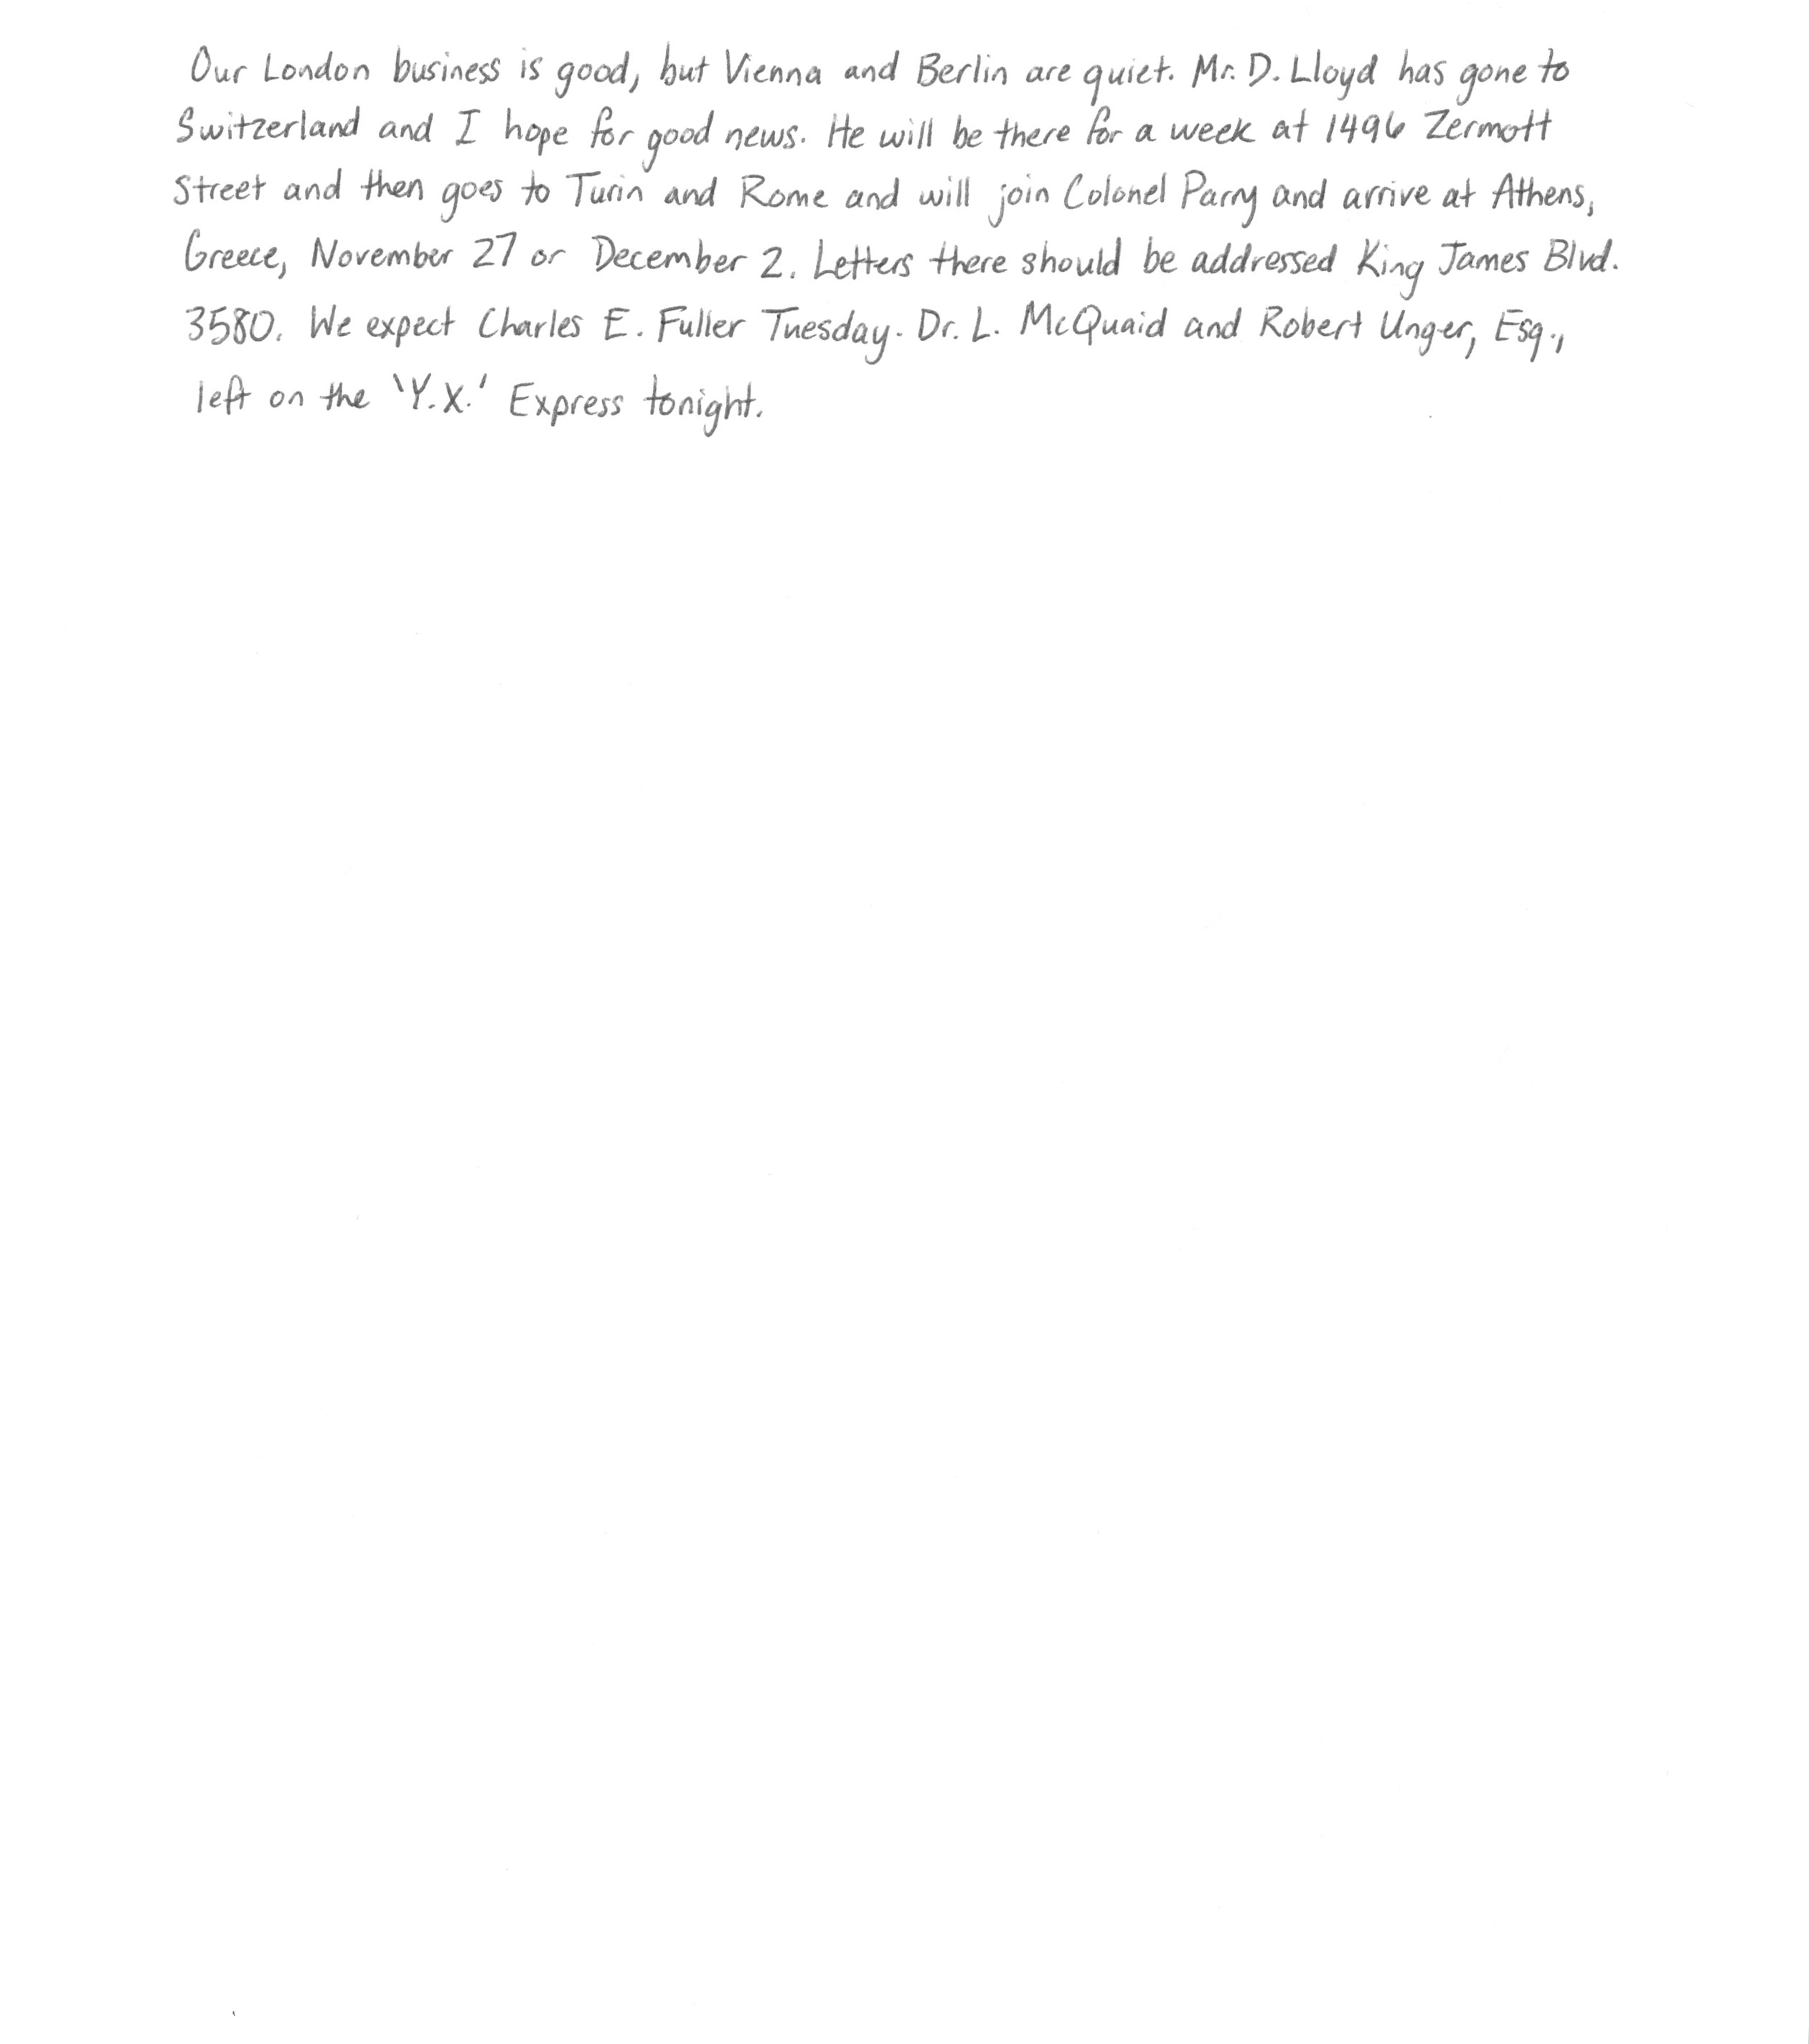 Our London business is good, but Vienna and Berlin are quiet. Mr. D. Lloyd has gone to
Switzerland and I hope for good news. He will be there for a week at 1496 Zermott
Street and then goes to Turin and Rome and will join Colonel Parry and arrive at Athens,
Greece, November 27 or December 2. Letters there should be addressed King James Blvd.
3580. We expect Charles E. Fuller Tuesday. Dr. L. McQuaid and Robert Unger, Esq.,
left on the 'Y.X.' Express tonight.